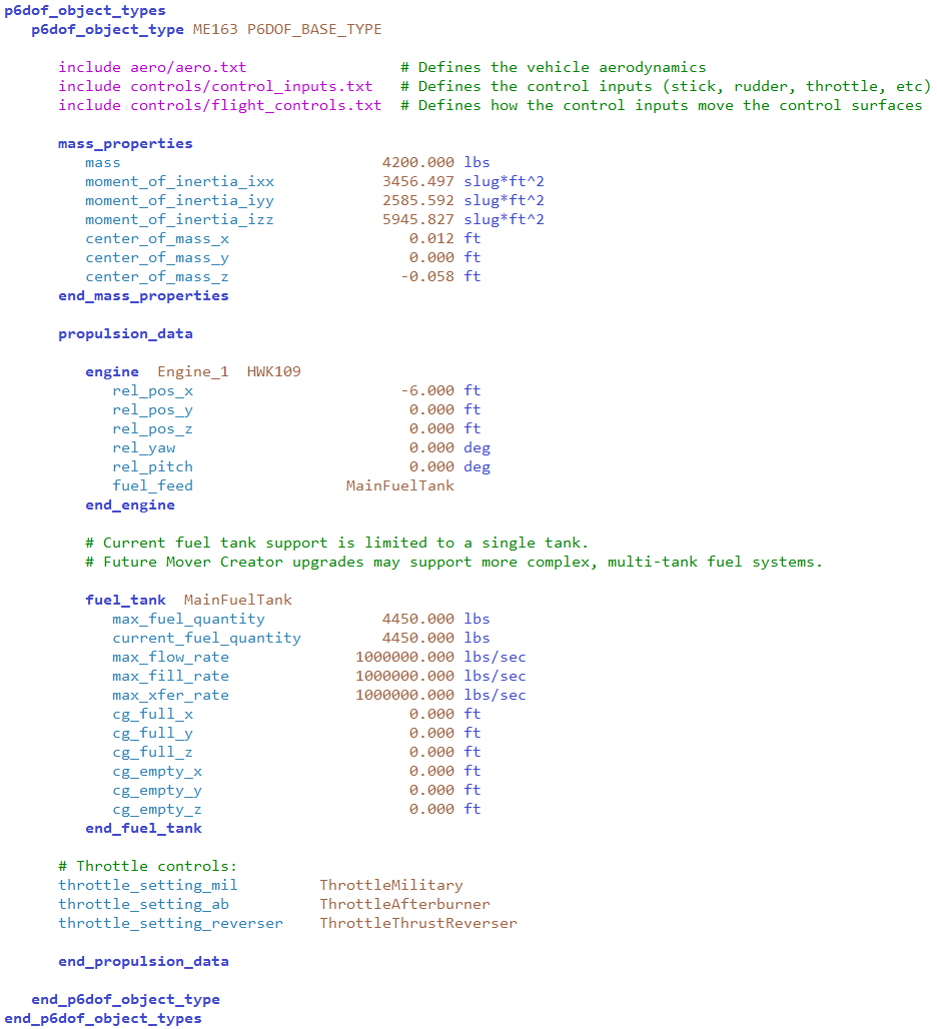 p6dof_object_types
p6dof_object_type ME163 P6DOF_BASE_TYPE
include aero/aero.txt # Defines the vehicle aerodynamics
include controls/control_inputs.txt # Defines the control inputs (stick, rudder, throttle, etc)
include controls/flight_controls.txt # Defines how the control inputs move the control surfaces
mass_properties
mass 4200.000 lbs
moment_of_inertia_ixx 3456.497 slug*ft^2
moment_of_inertia_iyy 2585.592 slug*ft^2
moment_of_inertia_izz 5945.827 slug*ft^2
center_of_mass_x 0.012 ft
center_of_mass_y 0.000 ft
center_of_mass_z -0.058 ft
end_mass_properties
propulsion_data
engine Engine_1 HWK109
rel_pos_x -6.000 ft
rel_pos_y 0.000 ft
rel_pos_z 0.000 ft
rel_yaw 0.000 deg
rel_pitch 0.000 deg
fuel_feed MainFuelTank
end_engine
# Current fuel tank support is limited to a single tank.
# Future Mover Creator upgrades may support more complex, multi-tank fuel systems.
fuel_tank MainFuelTank
max_fuel_quantity 4450.000 lbs
current_fuel_quantity 4450.000 lbs
max_flow_rate 1000000.000 lbs/sec
max_fill_rate 1000000.000 lbs/sec
max_xfer_rate 1000000.000 lbs/sec
cg_full_x 0.000 ft
cg_full_y 0.000 ft
cg_full_z 0.000 ft
cg_empty_x 0.000 ft
cg_empty_y 0.000 ft
cg_empty_z 0.000 ft
end_fuel_tank
# Throttle controls:
throttle_setting_mil ThrottleMilitary
throttle_setting_ab ThrottleAfterburner
throttle_setting_reverser ThrottleThrustReverser
end_propulsion_data
end_p6dof_object_type
end_p6dof_object_types